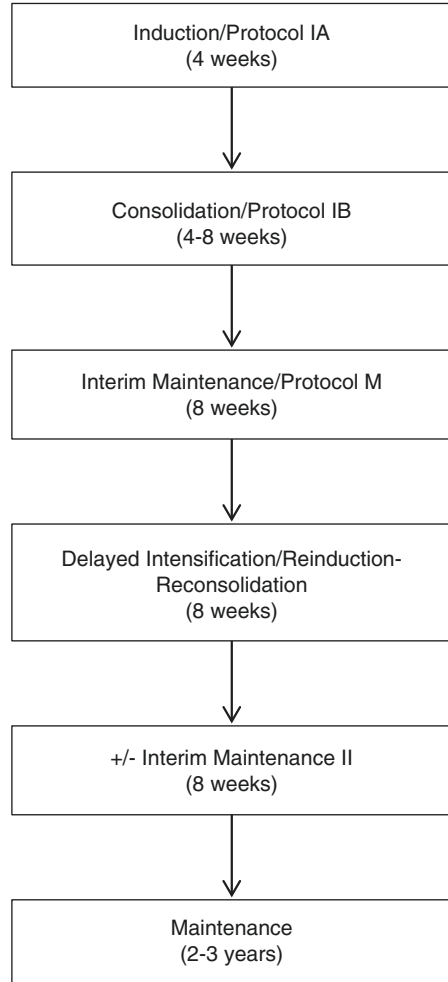 Induction/Protocol IA
(4 weeks)
Consolidation/Protocol IB
(4-8 weeks)
Interim Maintenance/Protocol M
(8 weeks)
Delayed Intensification/Reinduction-
Reconsolidation
(8 weeks)
+/- Interim Maintenance II
(8 weeks)
Maintenance
(2-3 years)